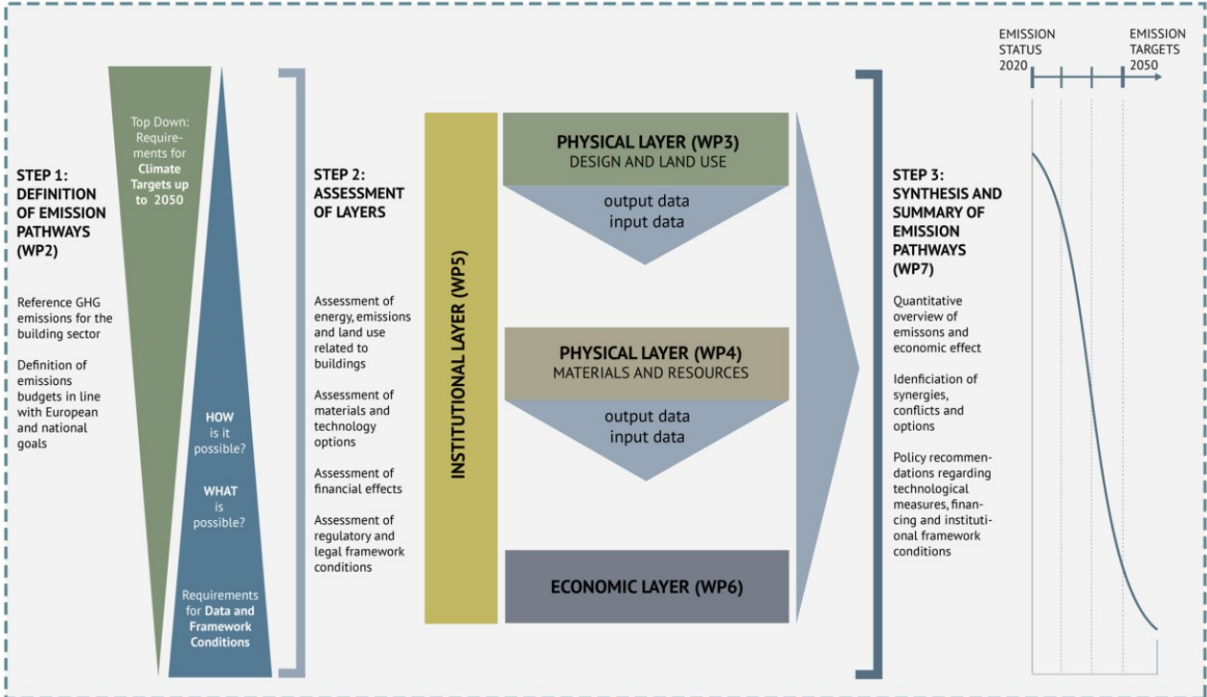 STEP 1:
DEFINITION
OF EMISSION
PATHWAYS
(WP2)
Reference GHG
emissions for the
building sector
Definition of
emissions
budgets in line
with European
and national
goals
Top Down:
Require-
ments for
Climate
Targets up
to 2050
HOW
is it
possible?
WHAT
is
possible?
Requirements
for Data and
Framework
Conditions
STEP 2:
ASSESSMENT
OF LAYERS
Assessment of
energy, emissions
and land use
related to
buildings
Assessment of
materials and
technology
options
Assessment of
financial effects
Assessment of
regulatory and
legal framework
conditions
INSTITUTIONAL LAYER (WP5)
PHYSICAL LAYER (WP3)
DESIGN AND LAND USE
output data
input data
PHYSICAL LAYER (WP4)
MATERIALS AND RESOURCES
output data
input data
ECONOMIC LAYER (WP6)
STEP 3:
SYNTHESIS AND
SUMMARY OF
EMISSION
PATHWAYS
(WP7)
Quantitative
overview of
emissons and
economic effect
Idenficiation of
synergies,
conflicts and
options
Policy recommen-
dations regarding
technological
measures, finan-
cing and instituti-
onal framework
conditions
EMISSION
STATUS
2020
EMISSION
TARGETS
2050